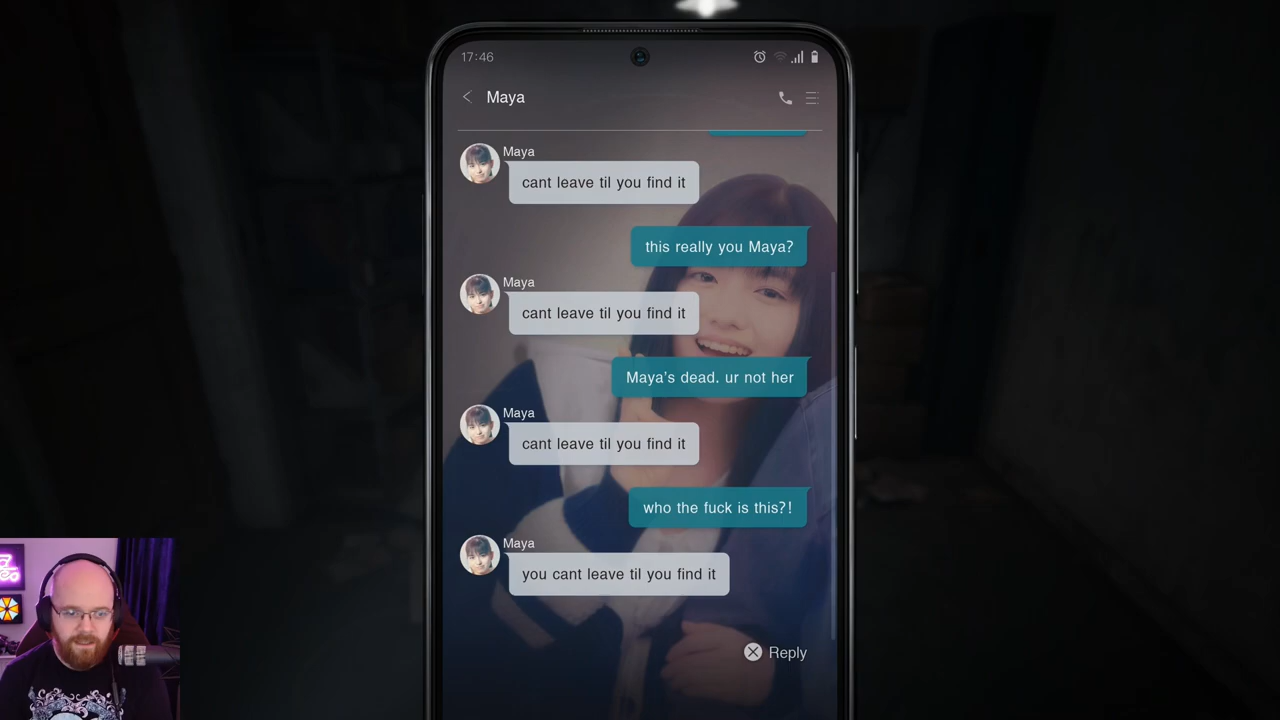 17:46
Maya
Maya
cant leave til you find it
this really you Maya?
Maya
cant leave til you find it
Maya's dead. ur not her
Maya
cant leave til you find it
who the fuck is this?!
Maya
you cant leave til you find it
Reply